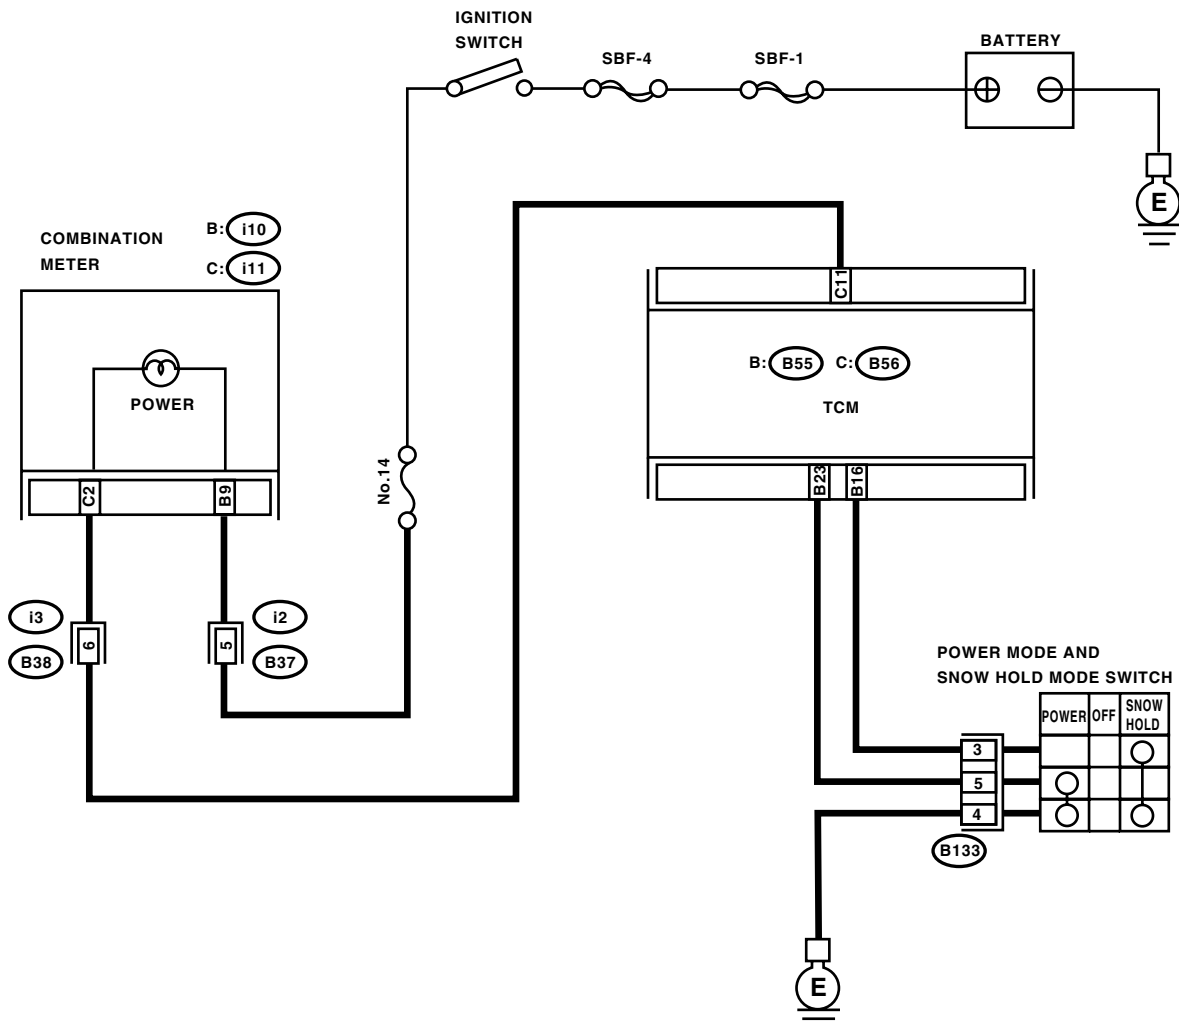 IGNITION
SWITCH
SBF-4
SBF-1
BATTERY
E
COMBINATION
METER
B: i10
C: i11
POWER
C2
B9
No.14
C11
B: B55 C: B56
TCM
B23
B16
i3
6
B38
i2
5
B37
POWER MODE AND
SNOW HOLD MODE SWITCH
POWER OFF SNOW
HOLD
3
5
4
B133
E